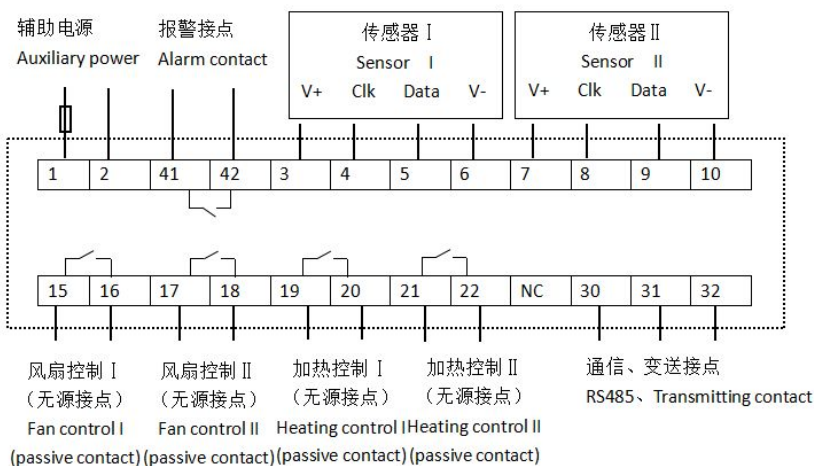 辅助电源
Auxiliary power
报警接点
Alarm contact
传感器 I
Sensor I
V+ Clk Data V-
传感器 II
Sensor II
V+ Clk Data V-
1 2 41 42 3 4 5 6 7 8 9 10
15 16 17 18 19 20 21 22 NC 30 31 32
风扇控制 I
（无源接点）
Fan control I
(passive contact)
风扇控制 II
（无源接点）
Fan control II
(passive contact)
加热控制 I
（无源接点）
Heating control I
(passive contact)
加热控制 II
（无源接点）
Heating control II
(passive contact)
通信、变送接点
RS485、Transmitting contact